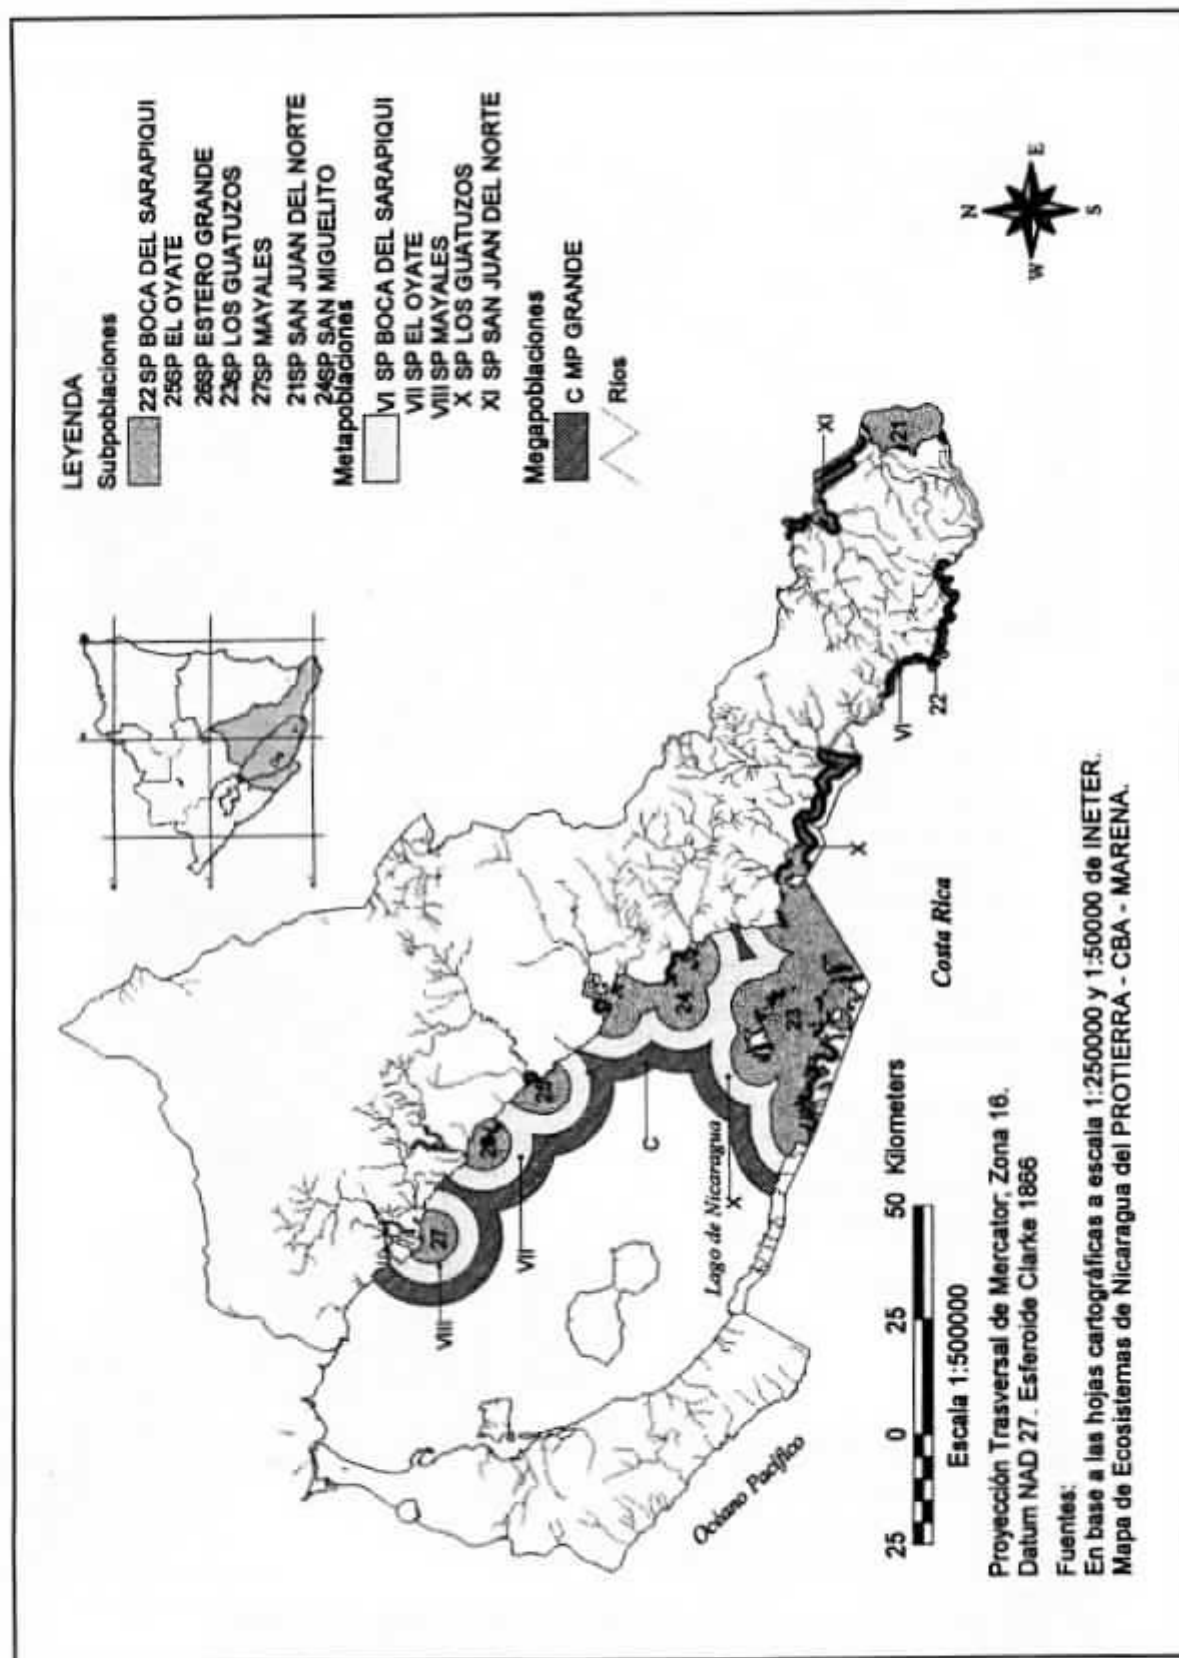 LEYENDA
Subpoblaciones
22 SP BOCA DEL SARAPIQUI
25SP EL OYATE
26SP ESTERO GRANDE
23SP LOS GUATUZOS
27SP MAYALES
21SP SAN JUAN DEL NORTE
24SP SAN MIGUELITO
Metapoblaciones
VI SP BOCA DEL SARAPIQUI
VII SP EL OYATE
VIII SP MAYALES
X SP LOS GUATUZOS
XI SP SAN JUAN DEL NORTE
Megapoblaciones
C MP GRANDE
Ríos
N
W E
S
XI
21
VI
22
X
Costa Rica
24
23
25
26
27
C
X
VII
VIII
Lago de Nicaragua
Océano Pacífico
25 0 25 50 Kilometers
Escala 1:500000
Proyección Trasversal de Mercator, Zona 16.
Datum NAD 27. Esferoide Clarke 1866
Fuentes:
En base a las hojas cartográficas a escala 1:250000 y 1:50000 de INETER.
Mapa de Ecosistemas de Nicaragua del PROTIERRA - CBA - MARENA.